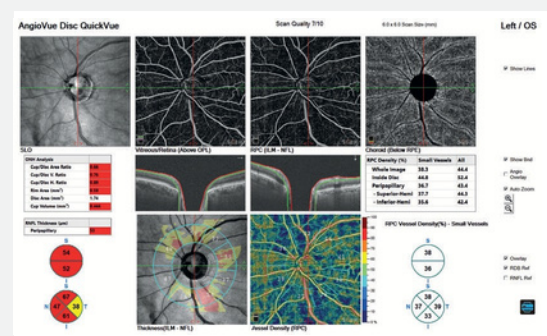 AngioVue Disc QuickVue
Scan Quality 7/10
6.0 x 6.0 Scan Size (mm)
Left / OS
Show Lines
SLO
Vitreous/Retina (Above OPL)
RPC (ILM - NFL)
Choroid (Below RPE)
ONH Analysis
Cup/Disc Area Ratio
Cup/Disc V. Ratio
Cup/Disc H. Ratio
Rim Area (mm²)
Disc Area (mm²)
Cup Volume (mm³)
RPC Density (%) Small Vessels All
Whole Image 38.3 44.4
Inside Disc 44.8 52.4
Peripapillary 36.7 43.4
- Superior-Hemi 37.7 44.3
- Inferior-Hemi 35.6 42.4
Show Bnd
Angio Overlay
Auto Zoom
RNFL Thickness (µm)
Peripapillary
S
54
52
I
S
67
N 47 38 T
61
I
Thickness(ILM - NFL)
Vessel Density (RPC)
RPC Vessel Density(%) - Small Vessels
S
38
36
I
S
38
N 37 39 T
33
I
Overlay
RDB Ref
RNFL Ref